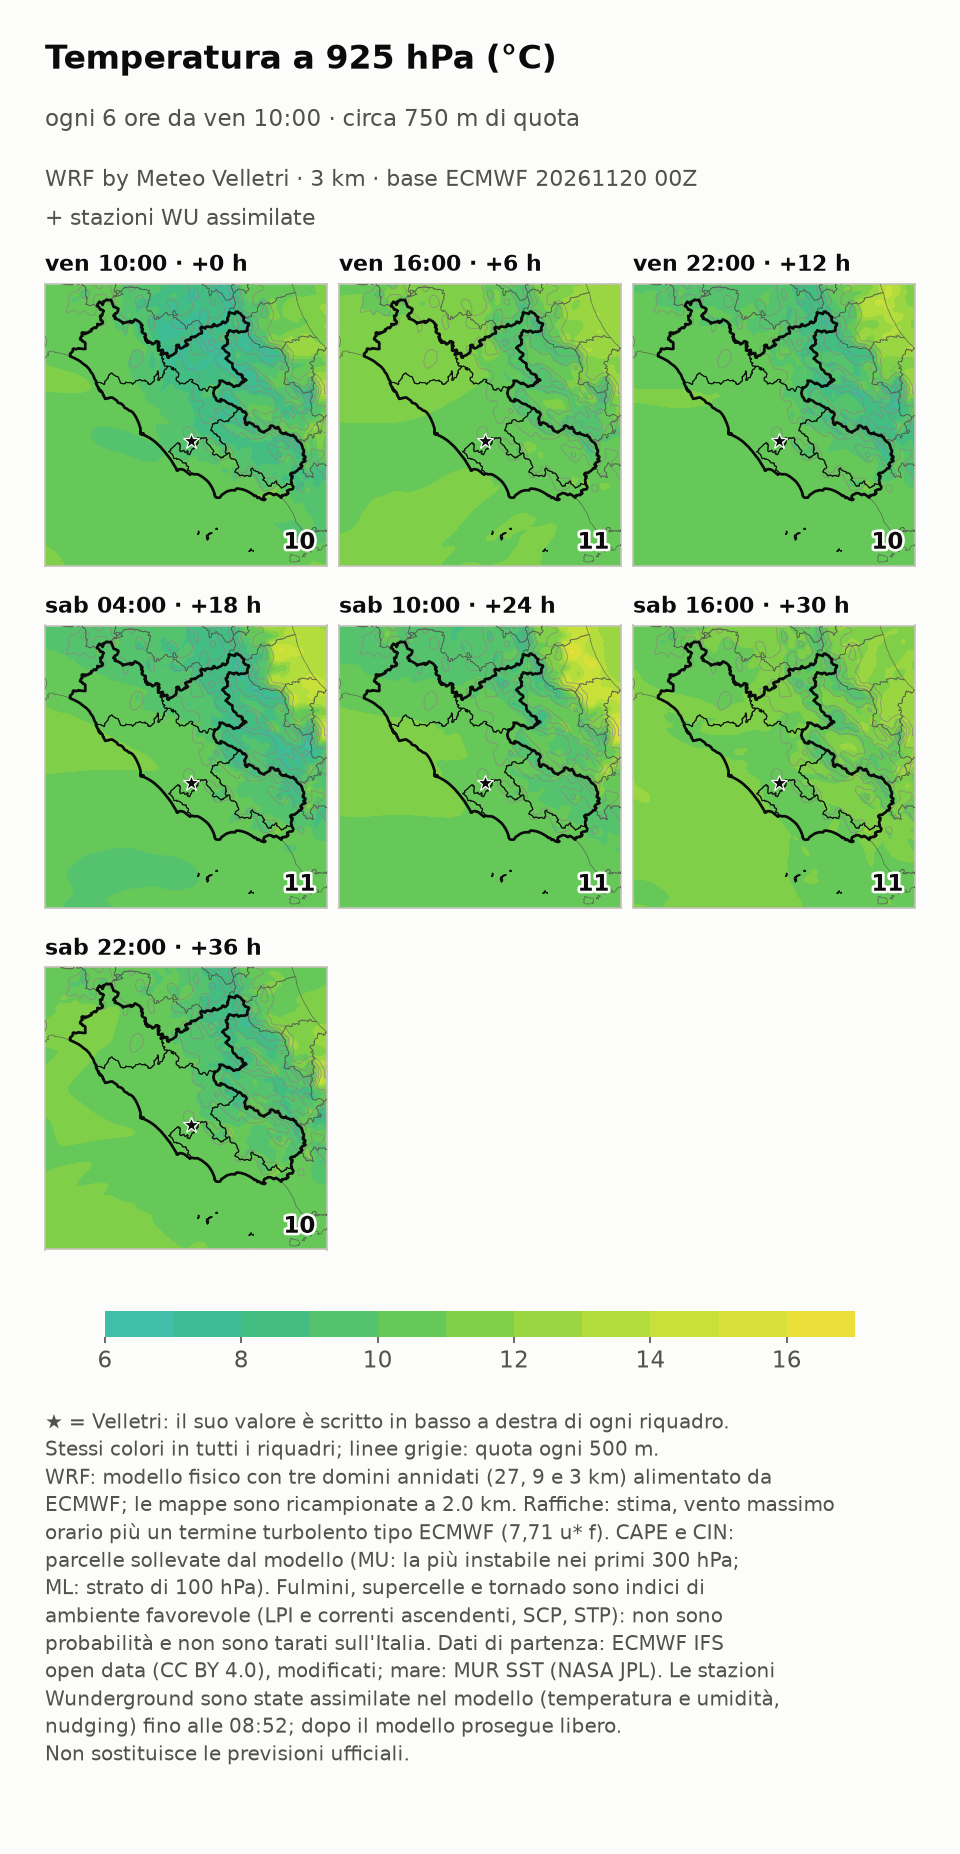 Temperatura a 925 hPa (°C)
ogni 6 ore da ven 10:00 · circa 750 m di quota
WRF by Meteo Velletri · 3 km · base ECMWF 20261120 00Z
+ stazioni WU assimilate
ven 10:00 · +0 h
ven 16:00 · +6 h
ven 22:00 · +12 h
10
11
10
sab 04:00 · +18 h
sab 10:00 · +24 h
sab 16:00 · +30 h
11
11
11
sab 22:00 · +36 h
10
6 8 10 12 14 16
★ = Velletri: il suo valore è scritto in basso a destra di ogni riquadro.
Stessi colori in tutti i riquadri; linee grigie: quota ogni 500 m.
WRF: modello fisico con tre domini annidati (27, 9 e 3 km) alimentato da
ECMWF; le mappe sono ricampionate a 2.0 km. Raffiche: stima, vento massimo
orario più un termine turbolento tipo ECMWF (7,71 u* f). CAPE e CIN:
parcelle sollevate dal modello (MU: la più instabile nei primi 300 hPa;
ML: strato di 100 hPa). Fulmini, supercelle e tornado sono indici di
ambiente favorevole (LPI e correnti ascendenti, SCP, STP): non sono
probabilità e non sono tarati sull'Italia. Dati di partenza: ECMWF IFS
open data (CC BY 4.0), modificati; mare: MUR SST (NASA JPL). Le stazioni
Wunderground sono state assimilate nel modello (temperatura e umidità,
nudging) fino alle 08:52; dopo il modello prosegue libero.
Non sostituisce le previsioni ufficiali.